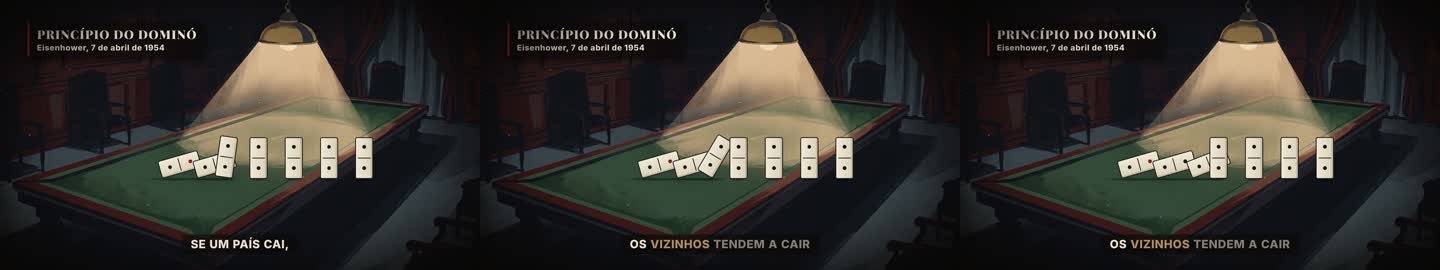 PRINCÍPIO DO DOMINÓ
Eisenhower, 7 de abril de 1954
SE UM PAÍS CAI,
PRINCÍPIO DO DOMINÓ
Eisenhower, 7 de abril de 1954
OS VIZINHOS TENDEM A CAIR
PRINCÍPIO DO DOMINÓ
Eisenhower, 7 de abril de 1954
OS VIZINHOS TENDEM A CAIR